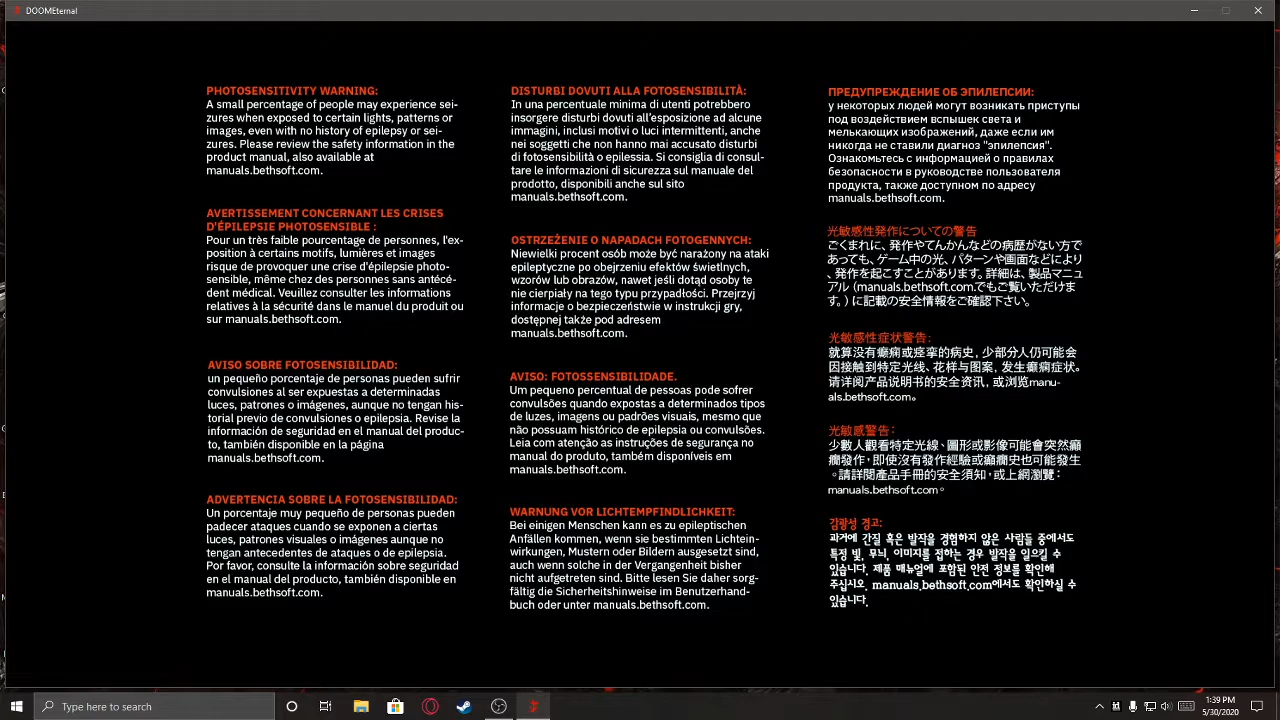 DOOMEternal
PHOTOSENSITIVITY WARNING:
A small percentage of people may experience sei-
zures when exposed to certain lights, patterns or
images, even with no history of epilepsy or sei-
zures. Please review the safety information in the
product manual, also available at
manuals.bethsoft.com.
AVERTISSEMENT CONCERNANT LES CRISES
D'ÉPILEPSIE PHOTOSENSIBLE :
Pour un très faible pourcentage de personnes, l'ex-
position à certains motifs, lumières et images
risque de provoquer une crise d'épilepsie photo-
sensible, même chez des personnes sans antécé-
dent médical. Veuillez consulter les informations
relatives à la sécurité dans le manuel du produit ou
sur manuals.bethsoft.com.
AVISO SOBRE FOTOSENSIBILIDAD:
un pequeño porcentaje de personas pueden sufrir
convulsiones al ser expuestas a determinadas
luces, patrones o imágenes, aunque no tengan his-
torial previo de convulsiones o epilepsia. Revise la
información de seguridad en el manual del produc-
to, también disponible en la página
manuals.bethsoft.com.
ADVERTENCIA SOBRE LA FOTOSENSIBILIDAD:
Un porcentaje muy pequeño de personas pueden
padecer ataques cuando se exponen a ciertas
luces, patrones visuales o imágenes aunque no
tengan antecedentes de ataques o de epilepsia.
Por favor, consulte la información sobre seguridad
en el manual del producto, también disponible en
manuals.bethsoft.com.
DISTURBI DOVUTI ALLA FOTOSENSIBILITÀ:
In una percentuale minima di utenti potrebbero
insorgere disturbi dovuti all'esposizione ad alcune
immagini, inclusi motivi o luci intermittenti, anche
nei soggetti che non hanno mai accusato disturbi
di fotosensibilità o epilessia. Si consiglia di consul-
tare le informazioni di sicurezza sul manuale del
prodotto, disponibili anche sul sito
manuals.bethsoft.com.
OSTRZEŻENIE O NAPADACH FOTOGENNYCH:
Niewielki procent osób może być narażony na ataki
epileptyczne po obejrzeniu efektów świetlnych,
wzorów lub obrazów, nawet jeśli dotąd osoby te
nie cierpiały na tego typu przypadłości. Przejrzyj
informacje o bezpieczeństwie w instrukcji gry,
dostępnej także pod adresem
manuals.bethsoft.com.
AVISO: FOTOSSENSIBILIDADE.
Um pequeno percentual de pessoas pode sofrer
convulsões quando expostas a determinados tipos
de luzes, imagens ou padrões visuais, mesmo que
não possuam histórico de epilepsia ou convulsões.
Leia com atenção as instruções de segurança no
manual do produto, também disponíveis em
manuals.bethsoft.com.
WARNUNG VOR LICHTEMPFINDLICHKEIT:
Bei einigen Menschen kann es zu epileptischen
Anfällen kommen, wenn sie bestimmten Lichtein-
wirkungen, Mustern oder Bildern ausgesetzt sind,
auch wenn solche in der Vergangenheit bisher
nicht aufgetreten sind. Bitte lesen Sie daher sorg-
fältig die Sicherheitshinweise im Benutzerhand-
buch oder unter manuals.bethsoft.com.
ПРЕДУПРЕЖДЕНИЕ ОБ ЭПИЛЕПСИИ:
у некоторых людей могут возникать приступы
под воздействием вспышек света и
мелькающих изображений, даже если им
никогда не ставили диагноз "эпилепсия".
Ознакомьтесь с информацией о правилах
безопасности в руководстве пользователя
продукта, также доступном по адресу
manuals.bethsoft.com.
光敏感性発作についての警告
ごくまれに、発作やてんかんなどの病歴がない方で
あっても、ゲーム中の光、パターンや画面などにより
、発作を起こすことがあります。詳細は、製品マニュ
アル (manuals.bethsoft.comでもご覧いただけま
す。) に記載の安全情報をご確認下さい。
光敏感性症状警告:
就算没有癫痫或痉挛的病史, 少部分人仍可能会
因接触到特定光线、花样与图案, 发生癫痫症状。
请详阅产品说明书的安全资讯, 或浏览manu-
als.bethsoft.com。
光敏感警告:
少數人觀看特定光線、圖形或影像可能會突然癲
癇發作,即使沒有發作經驗或癲癇史也可能發生
。請詳閱產品手冊的安全須知,或上網瀏覽:
manuals.bethsoft.com。
감광성 경고:
과거에 간질 혹은 발작을 경험하지 않은 사람들 중에서도
특정 빛, 무늬, 이미지를 접하는 경우 발작을 일으킬 수
있습니다. 제품 매뉴얼에 포함된 안전 정보를 확인해
주십시오. manuals.bethsoft.com에서도 확인하실 수
있습니다.
Type here to search
1:39 PM
5/30/2020